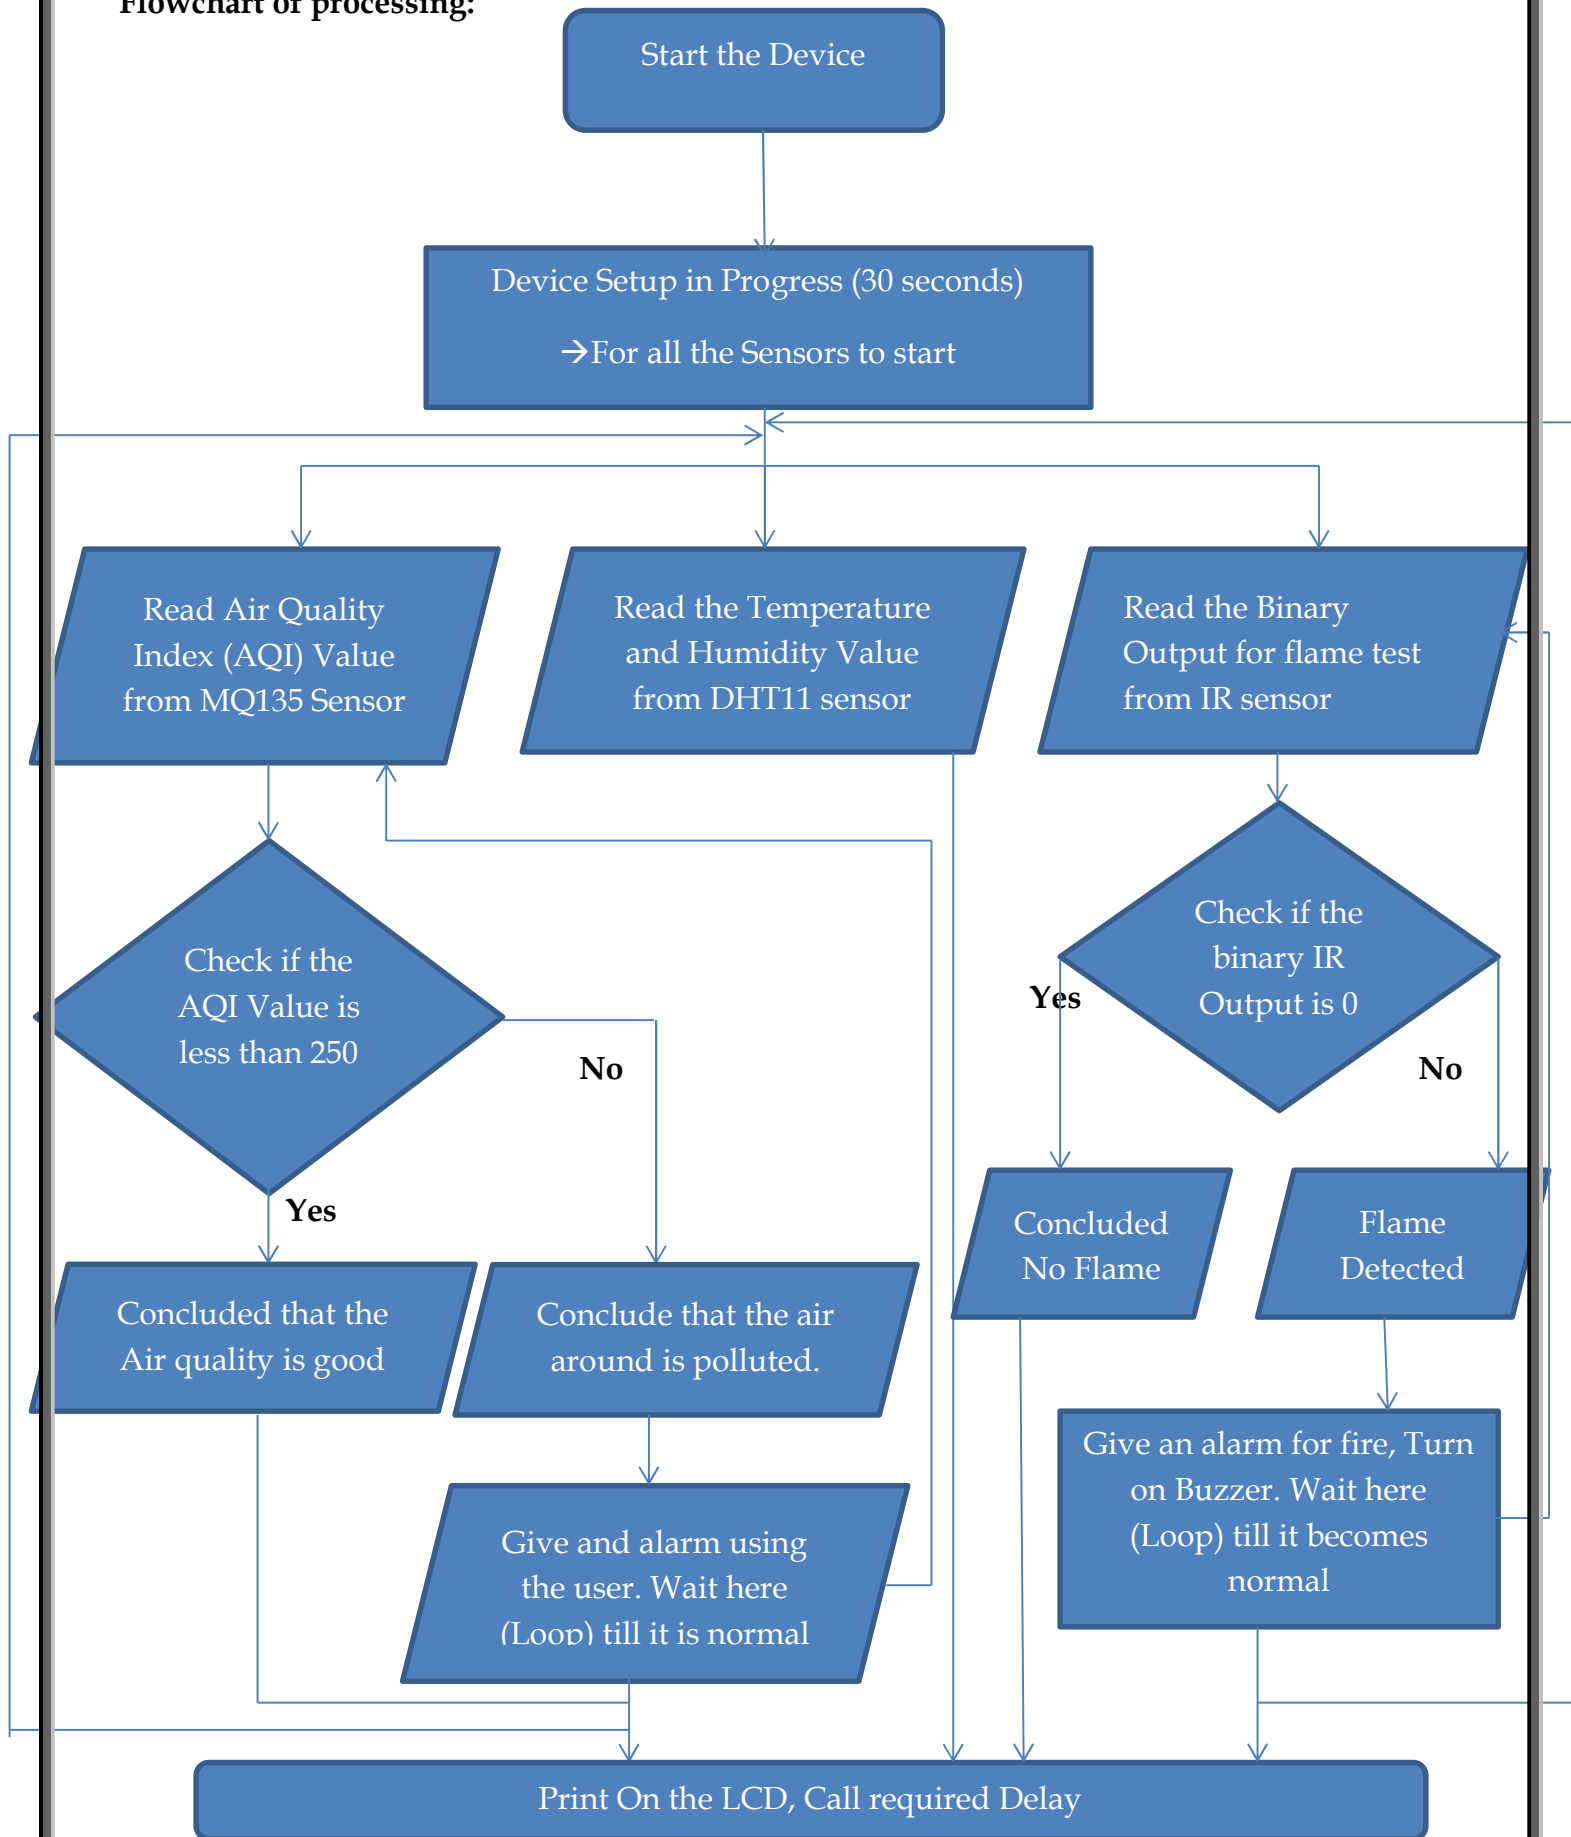 Flowchart of processing:
Start the Device
Device Setup in Progress (30 seconds)
→For all the Sensors to start
Read Air Quality
Index (AQI) Value
from MQ135 Sensor
Read the Temperature
and Humidity Value
from DHT11 sensor
Read the Binary
Output for flame test
from IR sensor
Check if the
AQI Value is
less than 250
No
Yes
Check if the
binary IR
Output is 0
Yes
No
Concluded that the
Air quality is good
Conclude that the air
around is polluted.
Concluded
No Flame
Flame
Detected
Give and alarm using
the user. Wait here
(Loop) till it is normal
Give an alarm for fire, Turn
on Buzzer. Wait here
(Loop) till it becomes
normal
Print On the LCD, Call required Delay